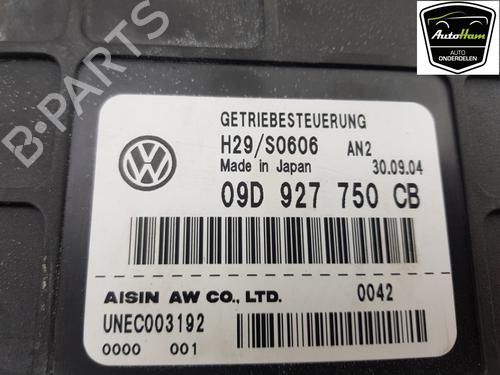 AutoHam
AUTO
ONDERDELEN
B-PARTS
GETRIEBESTEUERUNG
H29/S0606 AN2
Made in Japan 30.09.04
09D 927 750 CB
AISIN AW CO., LTD. 0042
UNEC003192
0000 001